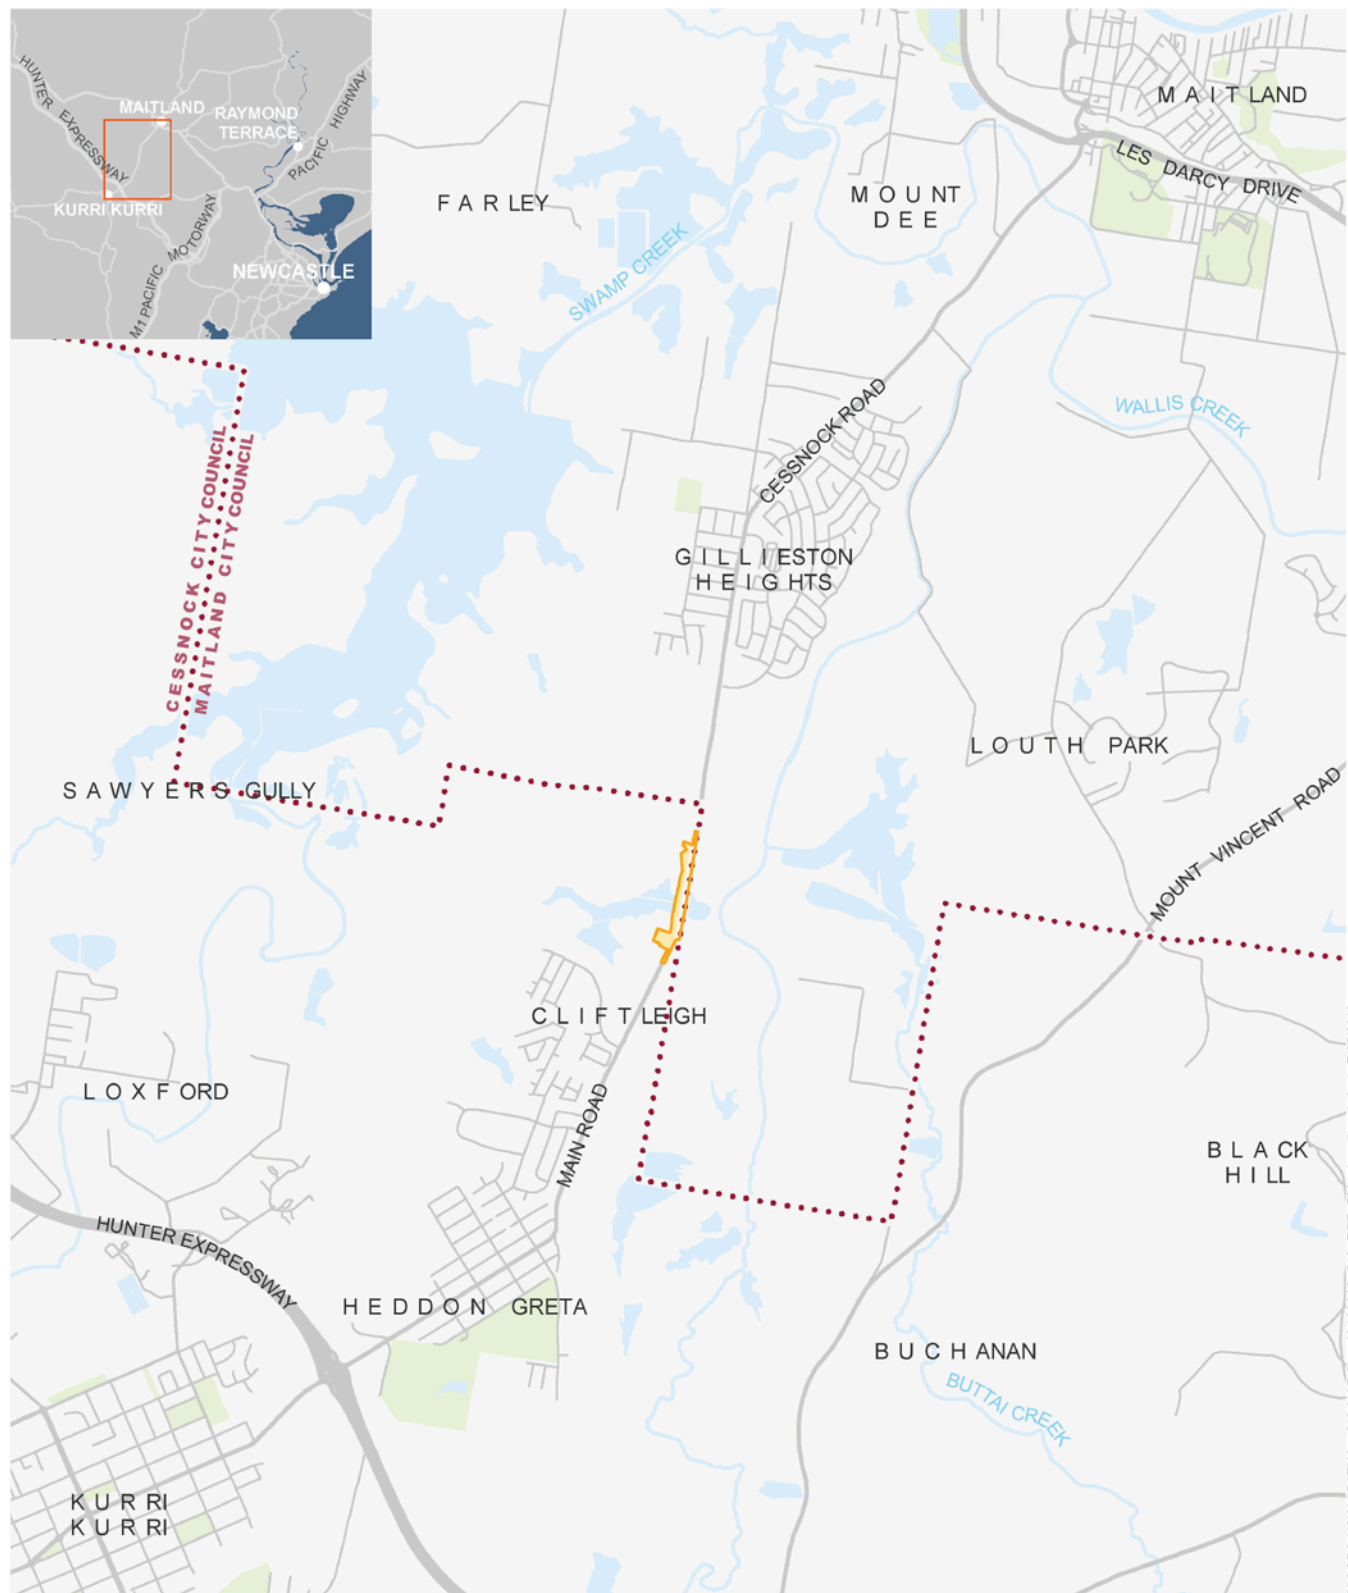 HUNTER EXPRESSWAY
MAITLAND
RAYMOND
TERRACE
PACIFIC HIGHWAY
KURRI KURRI
M1 PACIFIC MOTORWAY
NEWCASTLE
MAITLAND
LES DARCY DRIVE
FARLEY
MOUNT
DEE
SWAMP CREEK
WALLIS CREEK
CESSNOCK ROAD
CESSNOCK CITY COUNCIL
MAITLAND CITY COUNCIL
GILLIESTON
HEIGHTS
LOUTH PARK
SAWYERS GULLY
MOUNT VINCENT ROAD
CLIFTLEIGH
LOXFORD
MAIN ROAD
BLACK
HILL
HUNTER EXPRESSWAY
HEDDON GRETA
BUCHANAN
BUTTAI CREEK
KURRI
KURRI